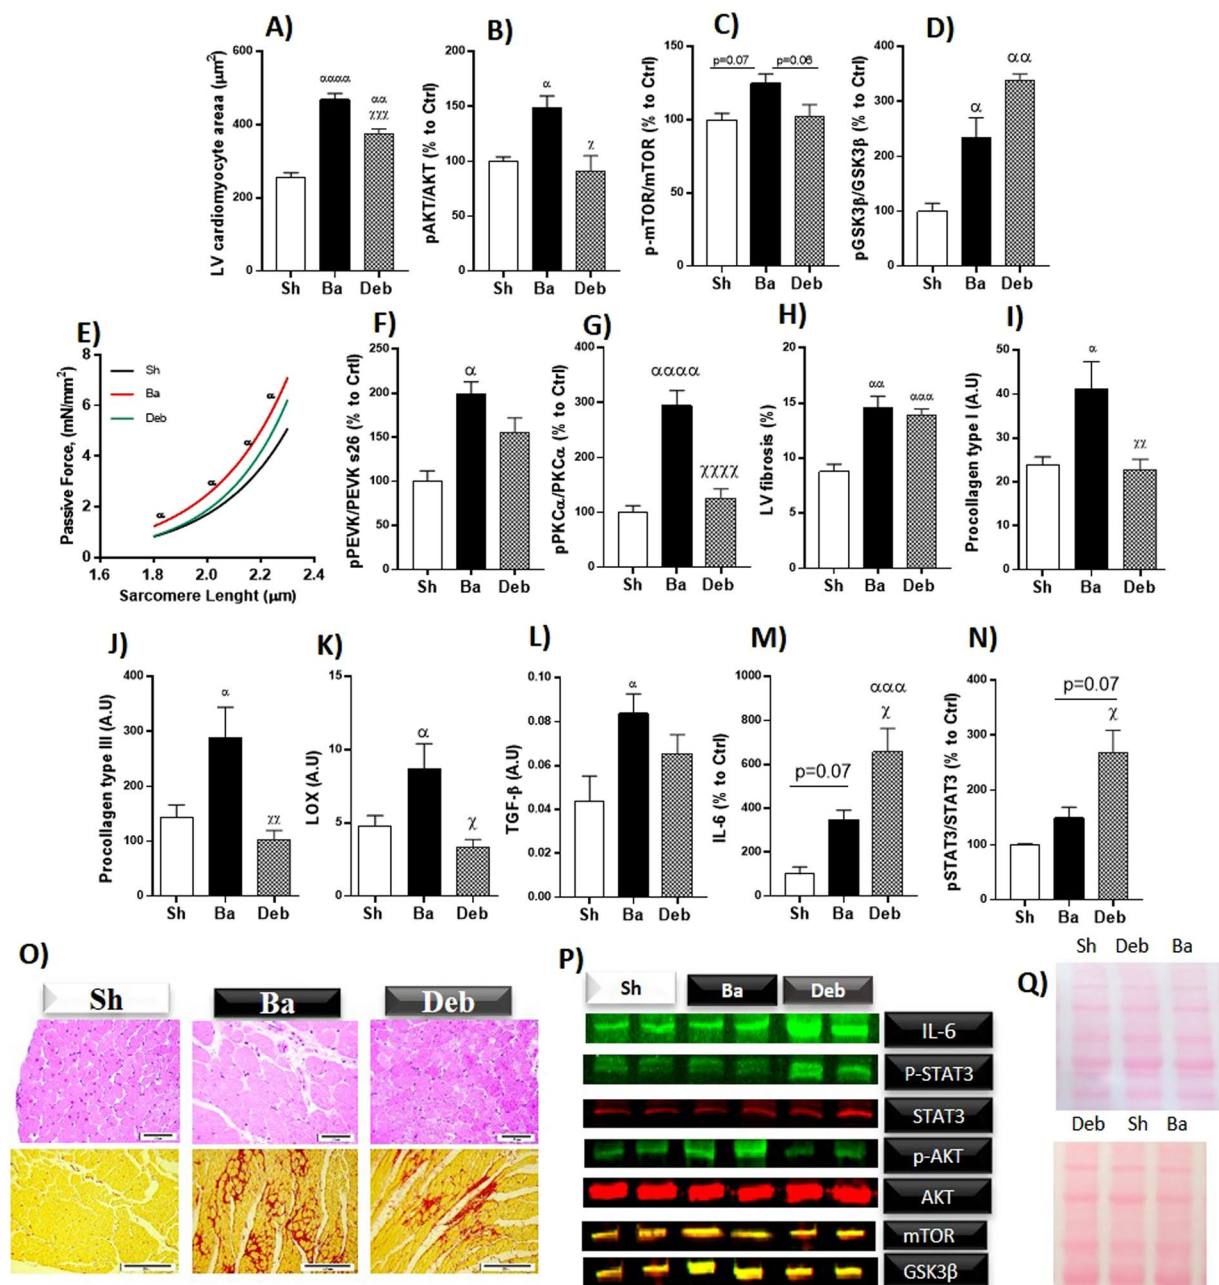 A)
LV cardiomyocyte areaa (μm²)
600
400
200
0
αααα
αα
χχχ
Sh Ba Deb
B)
pAKT/AKT (% to Ctrl)
200
150
100
50
0
α
χ
Sh Ba Deb
C)
p-mTOR/mTOR (% to Ctrl)
150
100
50
0
p=0.07 p=0.06
Sh Ba Deb
D)
pGSK3β/GSK3β (% to Ctrl)
400
300
200
100
0
α
αα
Sh Ba Deb
E)
Passive Force, (mN/mm²)
8
6
4
2
0
Sh
Ba
Deb
α
α
α
α
1.6 1.8 2.0 2.2 2.4
Sarcomere Lenght (μm)
F)
pPEVK/PEVK s26 (% to Crtl)
250
200
150
100
50
0
α
Sh Ba Deb
G)
pPKCα/PKCα (% to Ctrl)
400
300
200
100
0
αααα
χχχχ
Sh Ba Deb
H)
LV fibrosis (%)
20
15
10
5
0
αα
ααα
Sh Ba Deb
I)
Procollagen type I (A.U)
50
40
30
20
10
0
α
χχ
Sh Ba Deb
J)
Procollagen type III (A.U)
400
300
200
100
0
α
χχ
Sh Ba Deb
K)
LOX (A.U)
15
10
5
0
α
χ
Sh Ba Deb
L)
TGF-β (A.U)
0.10
0.08
0.06
0.04
0.02
0.00
α
Sh Ba Deb
M)
IL-6 (% to Ctrl)
1000
800
600
400
200
0
p=0.07
ααα
χ
Sh Ba Deb
N)
pSTAT3/STAT3 (% to Ctrl)
400
300
200
100
0
p=0.07
χ
Sh Ba Deb
O)
Sh Ba Deb
P)
Sh Ba Deb
IL-6
P-STAT3
STAT3
p-AKT
AKT
mTOR
GSK3β
Q)
Sh Deb Ba
Deb Sh Ba